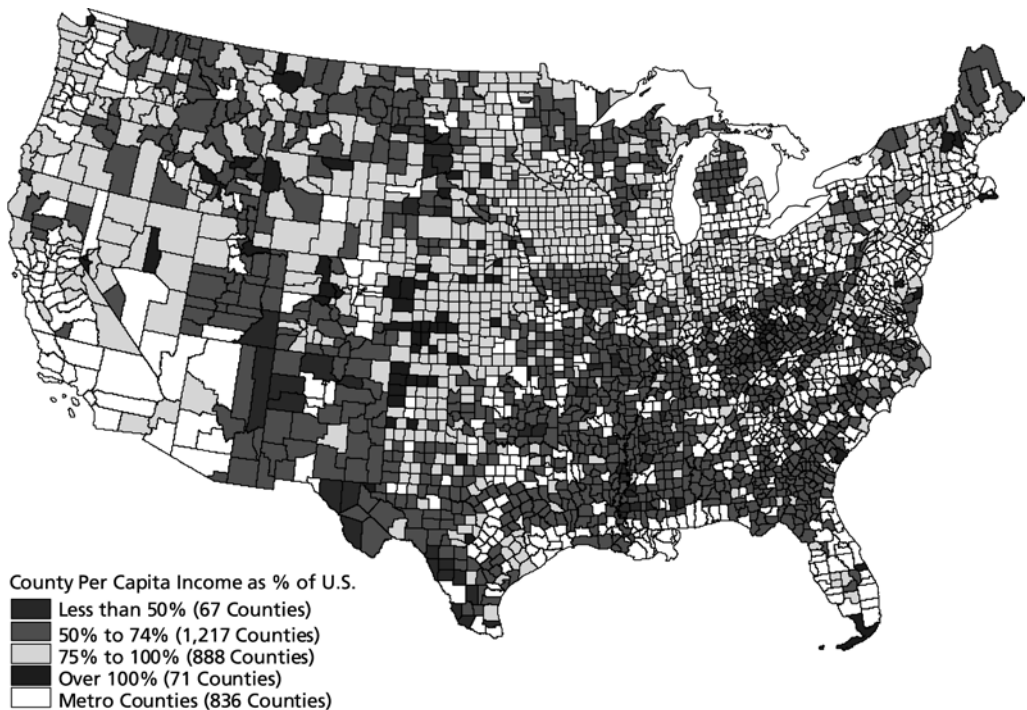 County Per Capita Income as % of U.S.
Less than 50% (67 Counties)
50% to 74% (1,217 Counties)
75% to 100% (888 Counties)
Over 100% (71 Counties)
Metro Counties (836 Counties)